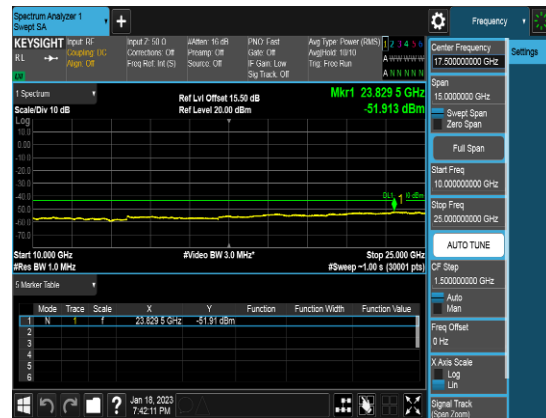 Spectrum Analyzer 1
Swept SA
+
Frequency
KEYSIGHT
RL
Input: RF
Coupling: DC
Align: Off
Input Z: 50 Ω
Corrections: Off
Freq Ref: Int (S)
#Atten: 16 dB
Preamp: Off
Source: Off
PNO: Fast
Gate: Off
IF Gain: Low
Sig Track: Off
Avg Type: Power (RMS)
Avg|Hold: 10/10
Trig: Free Run
1 2 3 4 5 6
A W W W W W
A N N N N N
Center Frequency
17.500000000 GHz
Settings
Span
15.0000000 GHz
Swept Span
Zero Span
Full Span
Start Freq
10.000000000 GHz
Stop Freq
25.000000000 GHz
AUTO TUNE
CF Step
1.500000000 GHz
Auto
Man
Freq Offset
0 Hz
X Axis Scale
Log
Lin
Signal Track
(Span Zoom)
1 Spectrum
Scale/Div 10 dB
Log
Ref Lvl Offset 15.50 dB
Ref Level 20.00 dBm
Mkr1 23.829 5 GHz
-51.913 dBm
10.0
0.00
-10.0
-20.0
-30.0
-40.0
-50.0
-60.0
-70.0
1
Start 10.000 GHz
#Res BW 1.0 MHz
#Video BW 3.0 MHz*
Stop 25.000 GHz
#Sweep ~1.00 s (30001 pts)
5 Marker Table
Mode Trace Scale X Y Function Function Width Function Value
1 N 1 f 23.829 5 GHz -51.91 dBm
2
3
4
5
6
?
Jan 18, 2023
7:42:11 PM